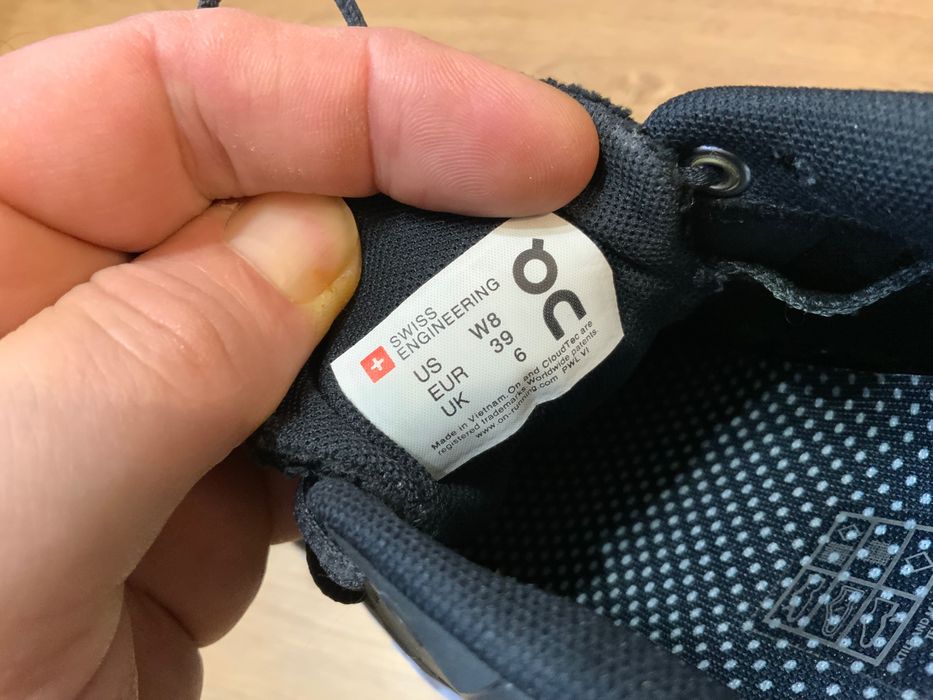 On
SWISS
ENGINEERING
US W8
EUR 39
UK 6
Made in Vietnam. On and CloudTec are
registered trademarks. Worldwide patents.
www.on-running.com PWL VI